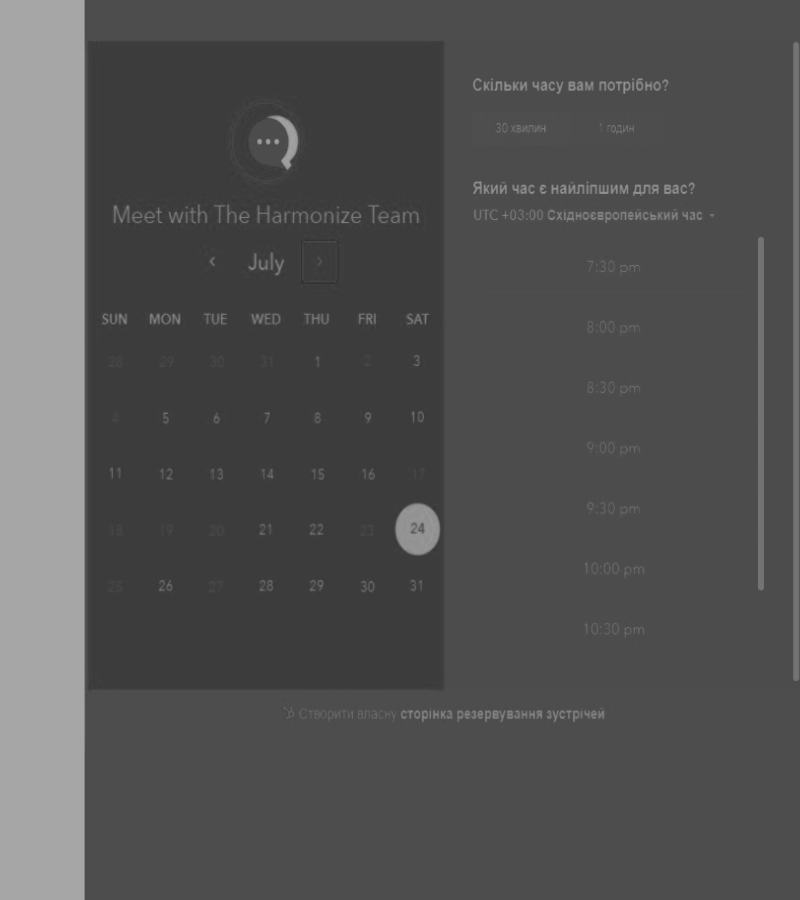 Meet with The Harmonize Team
July
SUN MON TUE WED THU FRI SAT
28 29 30 31 1 2 3
4 5 6 7 8 9 10
11 12 13 14 15 16 17
18 19 20 21 22 23 24
25 26 27 28 29 30 31
Скільки часу вам потрібно?
30 хвилин 1 годин
Який час є найліпшим для вас?
UTC +03:00 Східноєвропейський час
7:30 pm
8:00 pm
8:30 pm
9:00 pm
9:30 pm
10:00 pm
10:30 pm
Створити власну сторінка резервування зустрічей